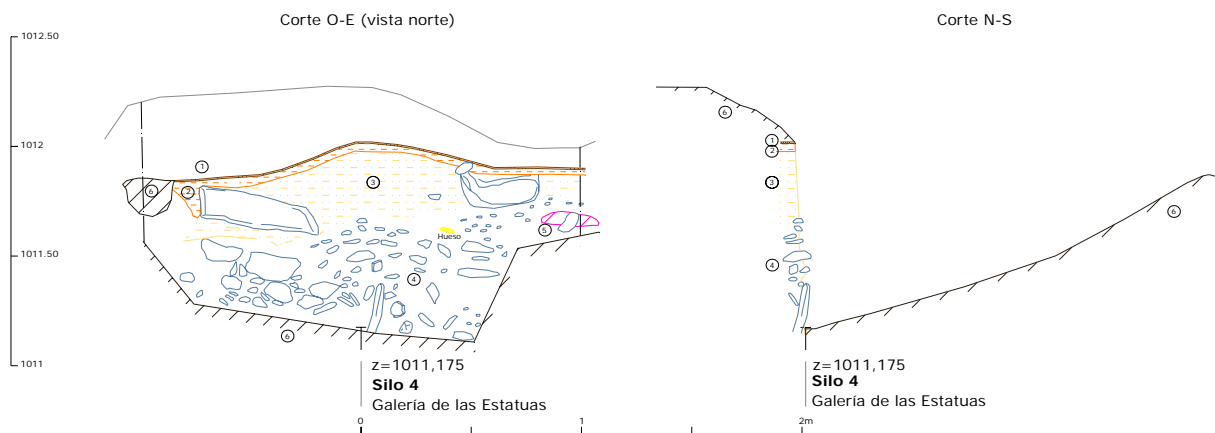 Corte O-E (vista norte)
Corte N-S
1012.50
1012
1011.50
1011
1
2
3
6
5
4
6
Hueso
6
1
2
3
4
6
z=1011,175
Silo 4
Galería de las Estatuas
z=1011,175
Silo 4
Galería de las Estatuas
0
1
2m